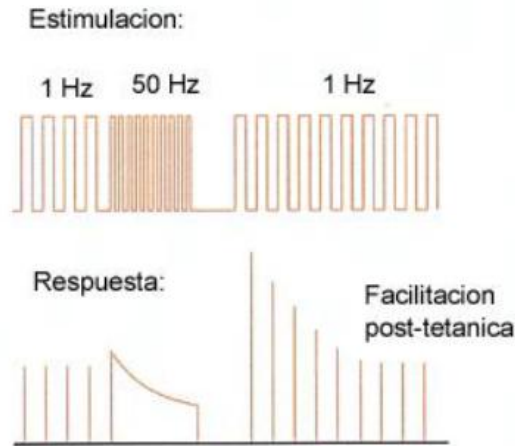 Estimulacion:
1 Hz 50 Hz 1 Hz
Respuesta:
Facilitacion
post-tetanica